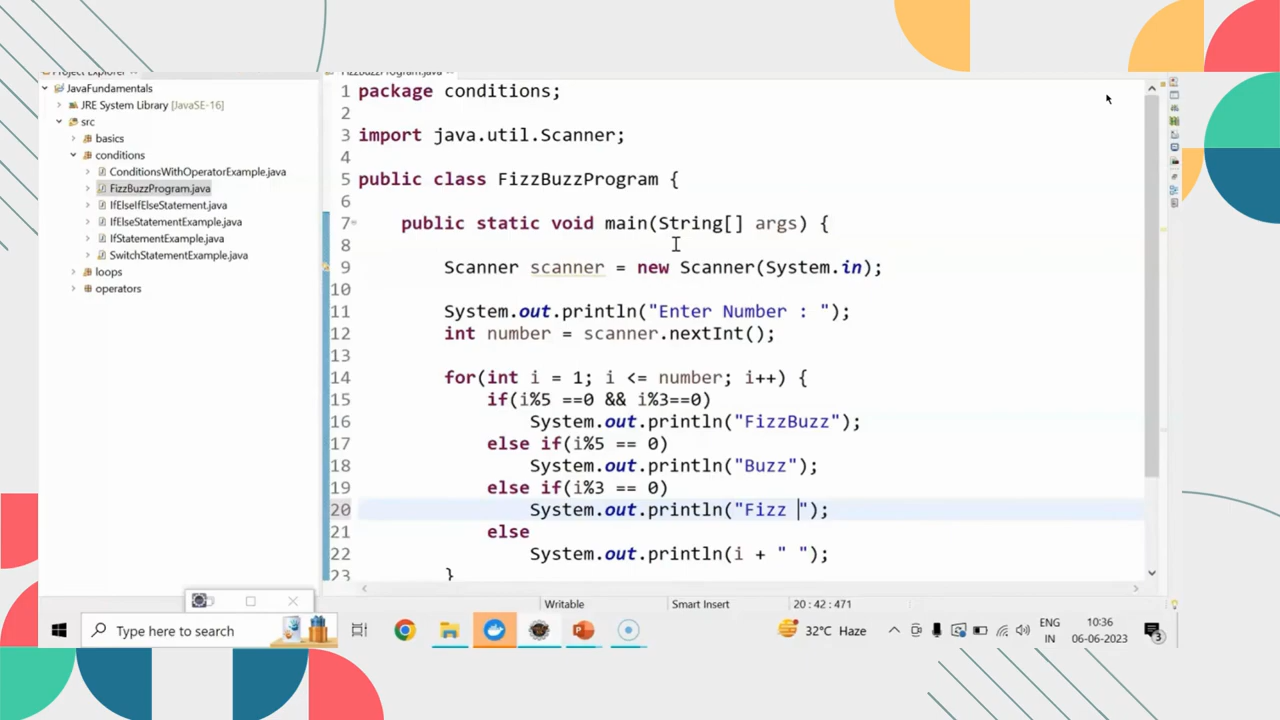 Project Explorer
JavaFundamentals
JRE System Library [JavaSE-16]
src
basics
conditions
ConditionsWithOperatorExample.java
FizzBuzzProgram.java
IfElseIfElseStatement.java
IfElseStatementExample.java
IfStatementExample.java
SwitchStatementExample.java
loops
operators
FizzBuzzProgram.java
1 package conditions;
2
3 import java.util.Scanner;
4
5 public class FizzBuzzProgram {
6
7 public static void main(String[] args) {
8
9 Scanner scanner = new Scanner(System.in);
10
11 System.out.println("Enter Number : ");
12 int number = scanner.nextInt();
13
14 for(int i = 1; i <= number; i++) {
15 if(i%5 ==0 && i%3==0)
16 System.out.println("FizzBuzz");
17 else if(i%5 == 0)
18 System.out.println("Buzz");
19 else if(i%3 == 0)
20 System.out.println("Fizz ");
21 else
22 System.out.println(i + " ");
23 }
Writable
Smart Insert
20 : 42 : 471
Type here to search
32°C Haze
ENG
IN
10:36
06-06-2023
3